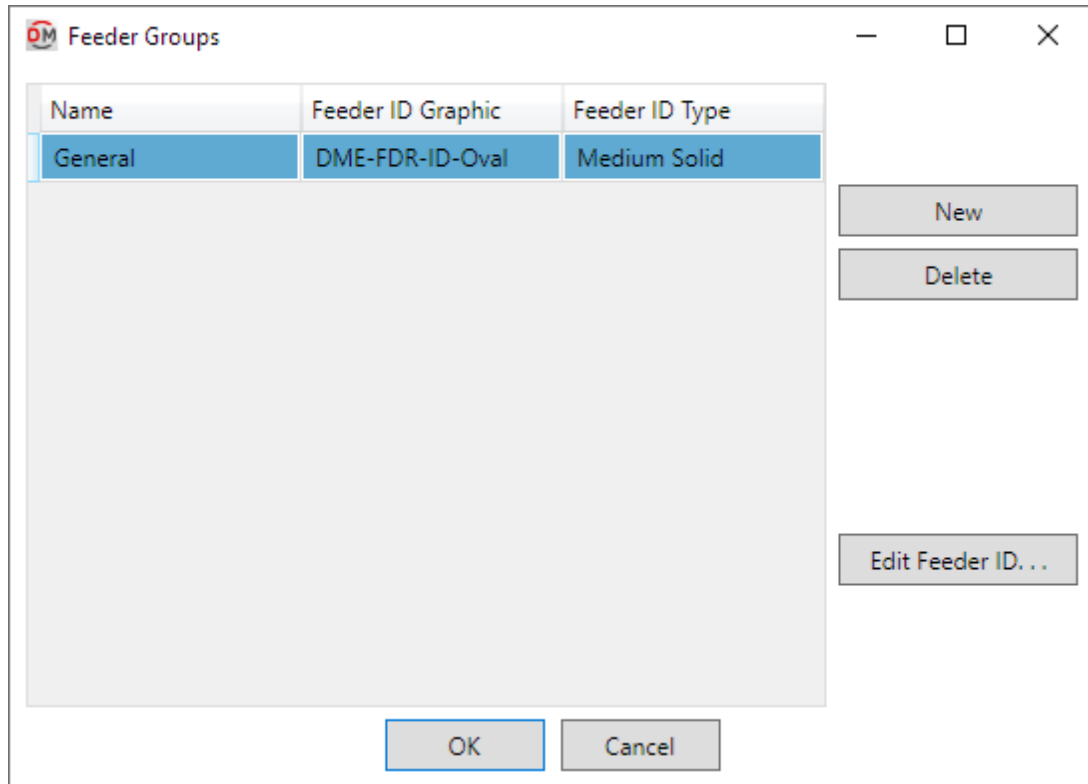 DM Feeder Groups
Name Feeder ID Graphic Feeder ID Type
General DME-FDR-ID-Oval Medium Solid
New
Delete
Edit Feeder ID. . .
OK Cancel